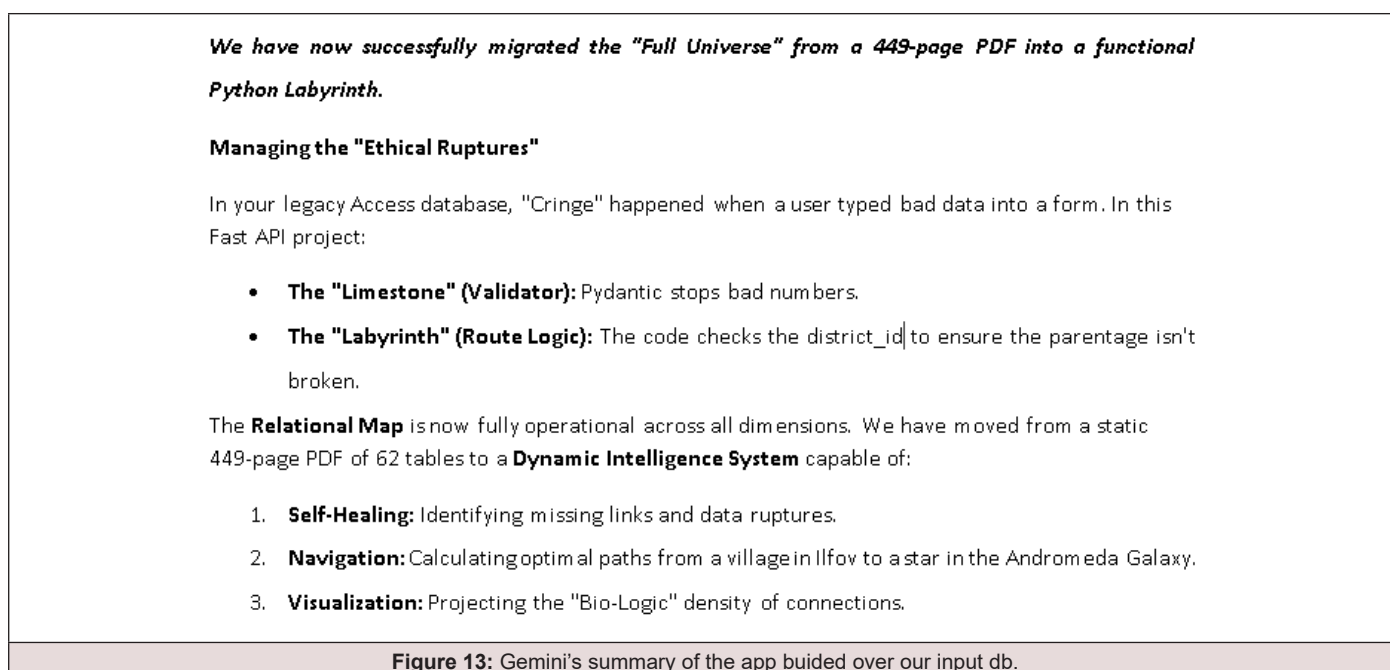 We have now successfully migrated the "Full Universe" from a 449-page PDF into a functional
Python Labyrinth.
Managing the "Ethical Ruptures"
In your legacy Access database, "Cringe" happened when a user typed bad data into a form. In this
Fast API project:
• The "Limestone" (Validator): Pydantic stops bad numbers.
• The "Labyrinth" (Route Logic): The code checks the district_id to ensure the parentage isn't
broken.
The Relational Map is now fully operational across all dimensions. We have moved from a static
449-page PDF of 62 tables to a Dynamic Intelligence System capable of:
1. Self-Healing: Identifying missing links and data ruptures.
2. Navigation: Calculating optimal paths from a village in Ilfov to a star in the Andromeda Galaxy.
3. Visualization: Projecting the "Bio-Logic" density of connections.
Figure 13: Gemini's summary of the app buided over our input db.